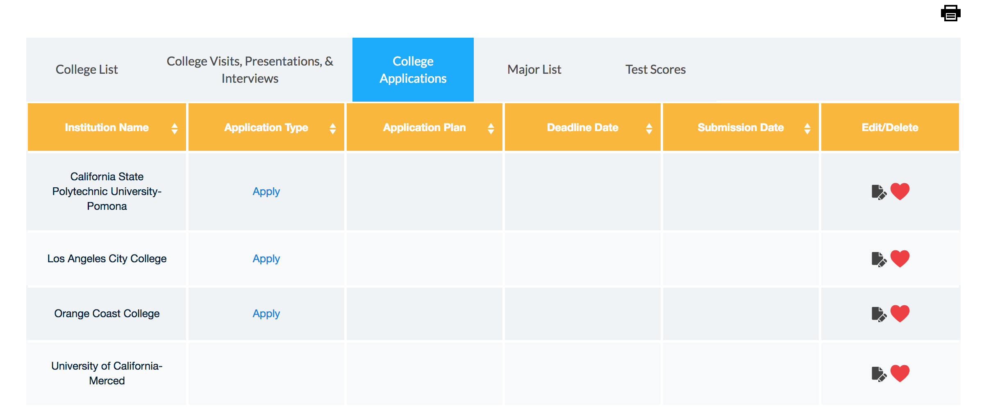 College List
College Visits, Presentations, &
Interviews
College
Applications
Major List
Test Scores
Institution Name
Application Type
Application Plan
Deadline Date
Submission Date
Edit/Delete
California State
Polytechnic University-
Pomona
Apply
Los Angeles City College
Apply
Orange Coast College
Apply
University of California-
Merced